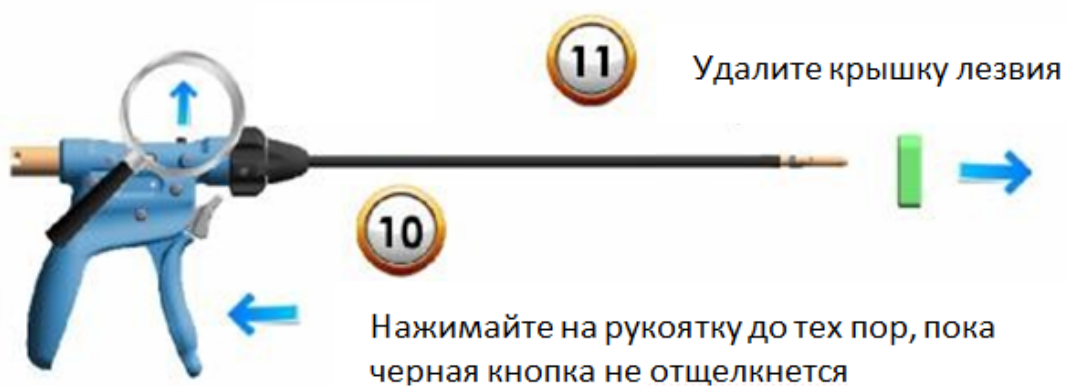 11
Удалите крышку лезвия
10
Нажимайте на рукоятку до тех пор, пока
черная кнопка не отщелкнется